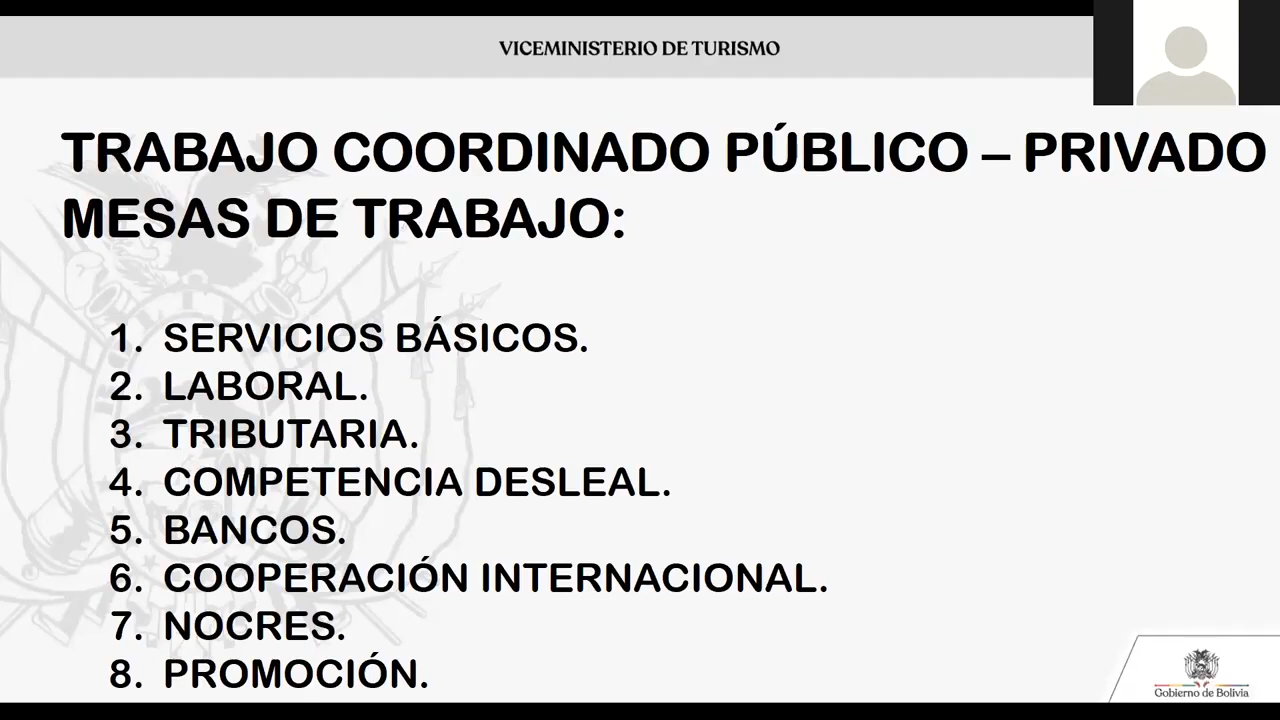 VICEMINISTERIO DE TURISMO
TRABAJO COORDINADO PÚBLICO – PRIVADO
MESAS DE TRABAJO:
1. SERVICIOS BÁSICOS.
2. LABORAL.
3. TRIBUTARIA.
4. COMPETENCIA DESLEAL.
5. BANCOS.
6. COOPERACIÓN INTERNACIONAL.
7. NOCRES.
8. PROMOCIÓN.
Gobierno de Bolivia